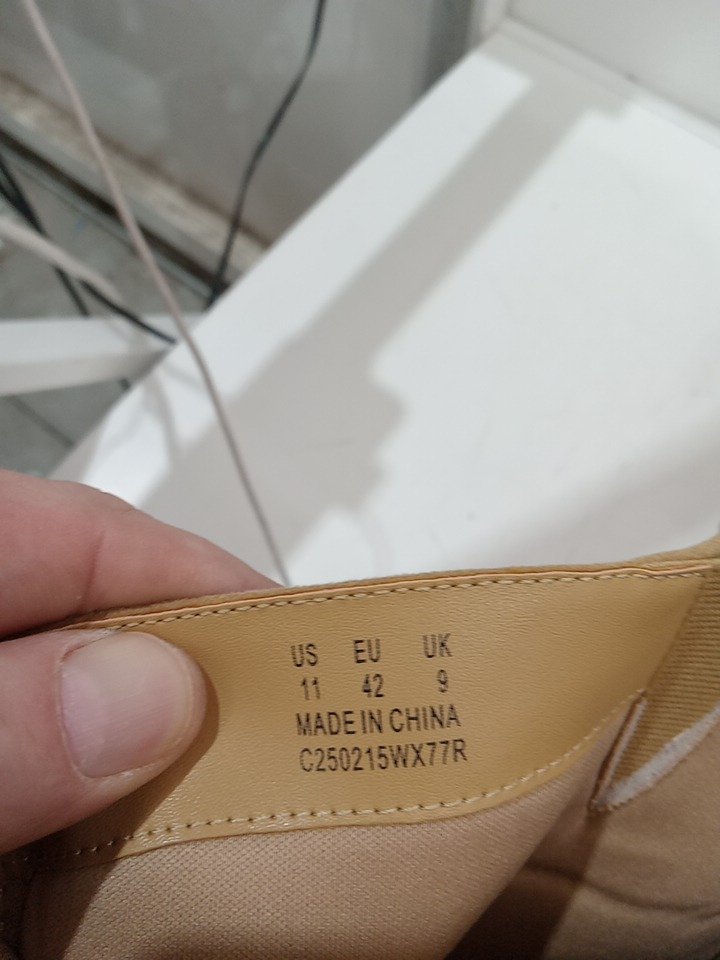 US EU UK
11 42 9
MADE IN CHINA
C250215WX77R